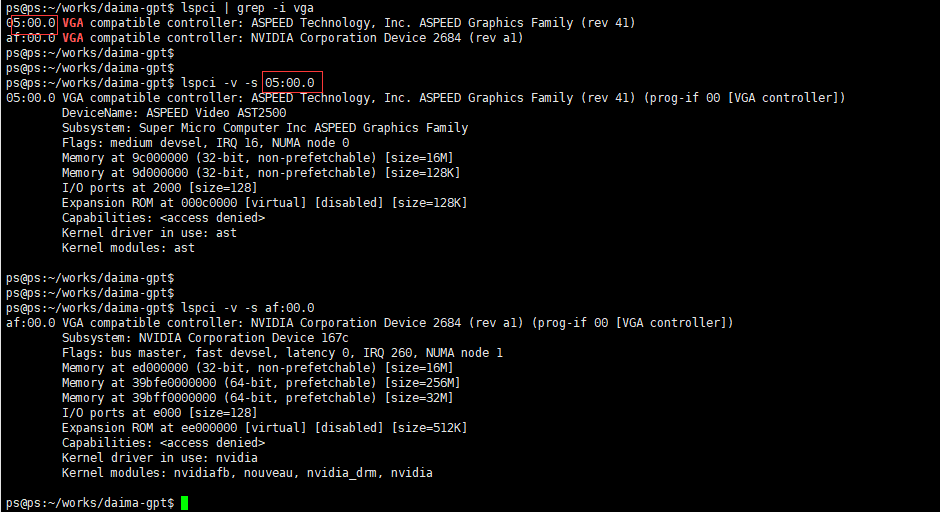 ps@ps:~/works/daima-gpt$ lspci | grep -i vga
05:00.0 VGA compatible controller: ASPEED Technology, Inc. ASPEED Graphics Family (rev 41)
af:00.0 VGA compatible controller: NVIDIA Corporation Device 2684 (rev a1)
ps@ps:~/works/daima-gpt$
ps@ps:~/works/daima-gpt$
ps@ps:~/works/daima-gpt$ lspci -v -s 05:00.0
05:00.0 VGA compatible controller: ASPEED Technology, Inc. ASPEED Graphics Family (rev 41) (prog-if 00 [VGA controller])
DeviceName: ASPEED Video AST2500
Subsystem: Super Micro Computer Inc ASPEED Graphics Family
Flags: medium devsel, IRQ 16, NUMA node 0
Memory at 9c000000 (32-bit, non-prefetchable) [size=16M]
Memory at 9d000000 (32-bit, non-prefetchable) [size=128K]
I/O ports at 2000 [size=128]
Expansion ROM at 000c0000 [virtual] [disabled] [size=128K]
Capabilities: <access denied>
Kernel driver in use: ast
Kernel modules: ast
ps@ps:~/works/daima-gpt$
ps@ps:~/works/daima-gpt$
ps@ps:~/works/daima-gpt$ lspci -v -s af:00.0
af:00.0 VGA compatible controller: NVIDIA Corporation Device 2684 (rev a1) (prog-if 00 [VGA controller])
Subsystem: NVIDIA Corporation Device 167c
Flags: bus master, fast devsel, latency 0, IRQ 260, NUMA node 1
Memory at ed000000 (32-bit, non-prefetchable) [size=16M]
Memory at 39bfe0000000 (64-bit, prefetchable) [size=256M]
Memory at 39bff0000000 (64-bit, prefetchable) [size=32M]
I/O ports at e000 [size=128]
Expansion ROM at ee000000 [virtual] [disabled] [size=512K]
Capabilities: <access denied>
Kernel driver in use: nvidia
Kernel modules: nvidiafb, nouveau, nvidia_drm, nvidia
ps@ps:~/works/daima-gpt$